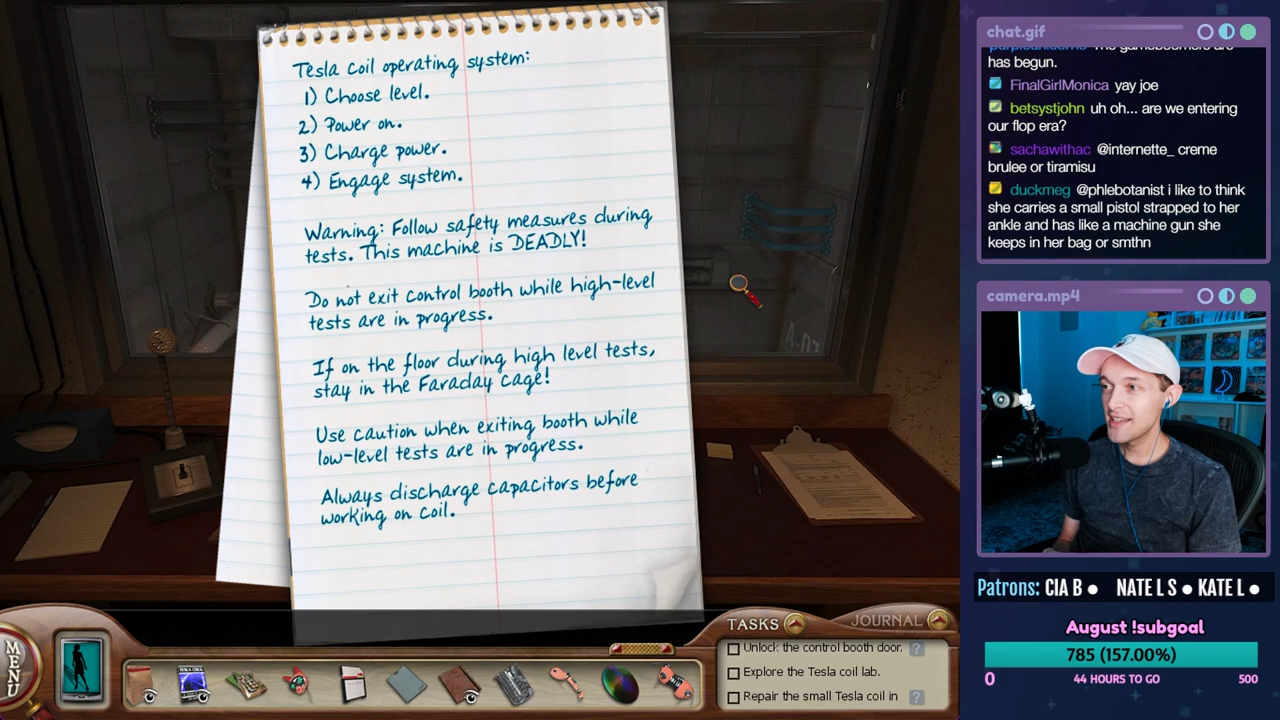 Tesla Coil operating system:
1) Choose level.
2) Power on.
3) Charge power.
4) Engage system.
Warning: Follow safety measures during
tests. This machine is DEADLY!
Do not exit control booth while high-level
tests are in progress.
If on the floor during high level tests,
stay in the Faraday cage!
Use caution when exiting booth while
low-level tests are in progress.
Always discharge capacitors before
working on coil.
MENU
TASKS
JOURNAL
Unlock the control booth door. ?
Explore the Tesla coil lab.
Repair the small Tesla coil in ?
chat.gif
has begun.
FinalGirlMonica yay joe
betsystjohn uh oh... are we entering
our flop era?
sachawithac @internette_ creme
brulee or tiramisu
duckmeg @phlebotanist i like to think
she carries a small pistol strapped to her
ankle and has like a machine gun she
keeps in her bag or smthn
camera.mp4
Patrons: CIA B ● NATE L S ● KATE L ●
August !subgoal
785 (157.00%)
0 44 HOURS TO GO 500